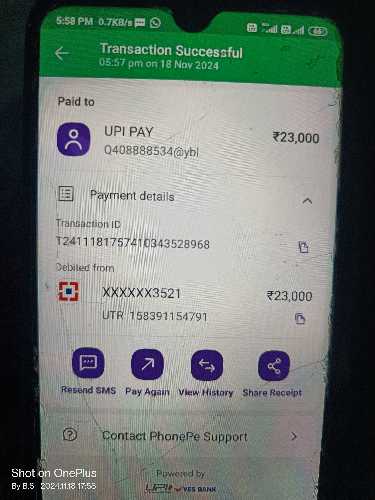 5:58 PM 0.7KB/s
66
Transaction Successful
05:57 pm on 18 Nov 2024
Paid to
UPI PAY
₹23,000
Q408888534@ybl
Payment details
Transaction ID
T2411181757410343528968
Debited from
XXXXXX3521
₹23,000
UTR 158391154791
Resend SMS Pay Again View History Share Receipt
Contact PhonePe Support
Powered by
UPI YES BANK
Shot on OnePlus
By B.S 2024.11.18 17:58